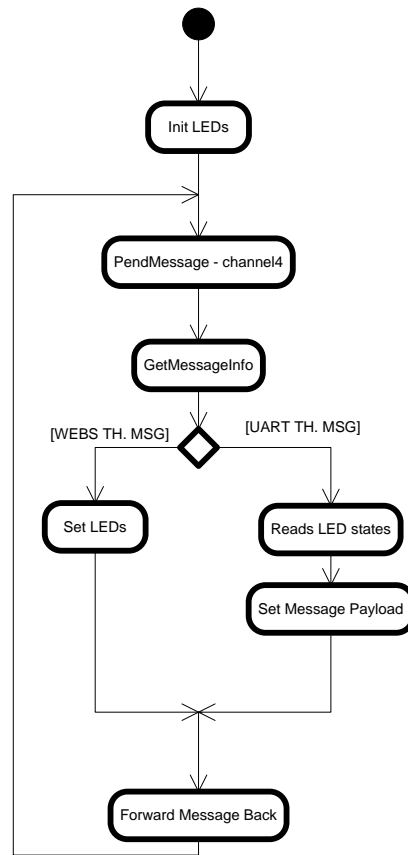 Init LEDs
PendMessage - channel4
GetMessageInfo
[WEBS TH. MSG]
[UART TH. MSG]
Set LEDs
Reads LED states
Set Message Payload
Forward Message Back